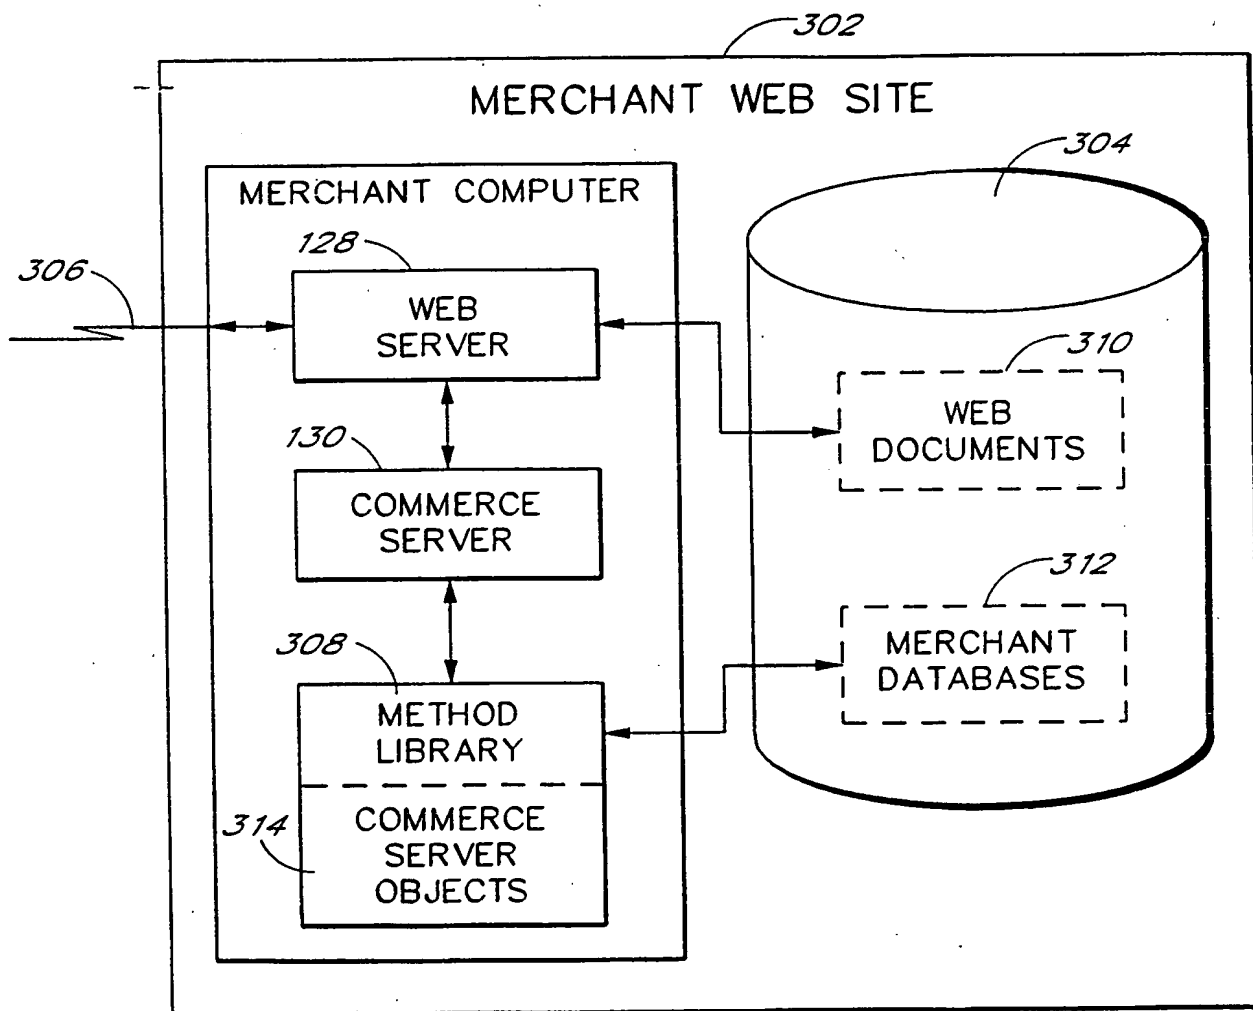 302
MERCHANT WEB SITE
304
MERCHANT COMPUTER
128
306
WEB
SERVER
310
WEB
DOCUMENTS
130
COMMERCE
SERVER
312
MERCHANT
DATABASES
308
METHOD
LIBRARY
314
COMMERCE
SERVER
OBJECTS